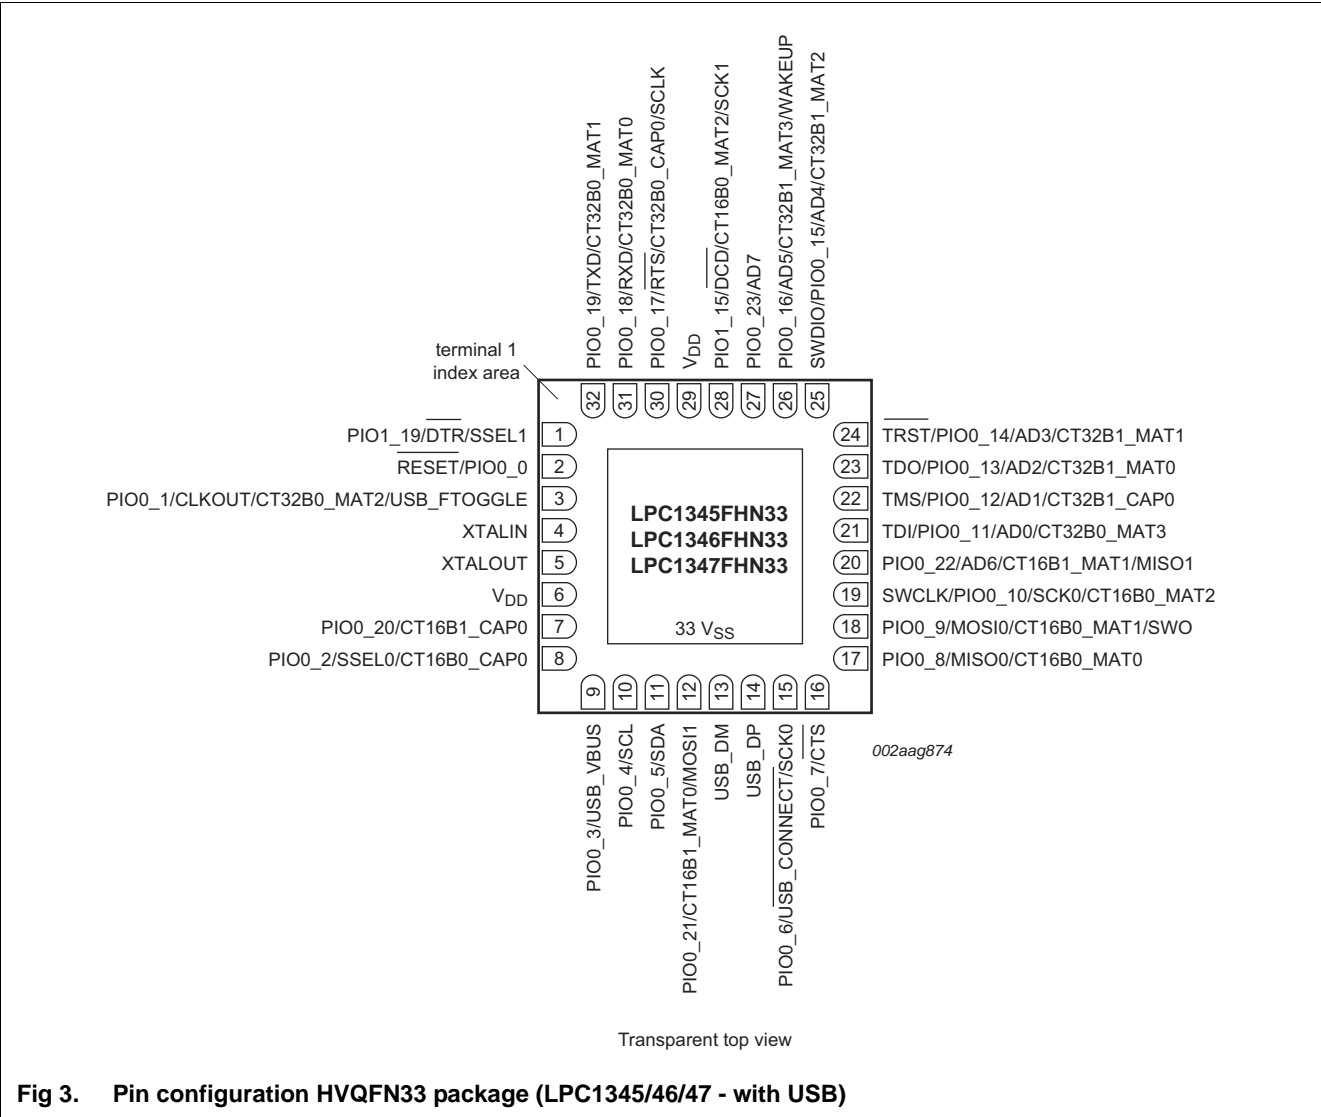 PIO0_19/TXD/CT32B0_MAT1
PIO0_18/RXD/CT32B0_MAT0
PIO0_17/RTS/CT32B0_CAP0/SCLK
VDD
PIO1_15/DCD/CT16B0_MAT2/SCK1
PIO0_23/AD7
PIO0_16/AD5/CT32B1_MAT3/WAKEUP
SWDIO/PIO0_15/AD4/CT32B1_MAT2
terminal 1
index area
32
31
30
29
28
27
26
25
PIO1_19/DTR/SSEL1
1
RESET/PIO0_0
2
PIO0_1/CLKOUT/CT32B0_MAT2/USB_FTOGGLE
3
XTALIN
4
XTALOUT
5
VDD
6
PIO0_20/CT16B1_CAP0
7
PIO0_2/SSEL0/CT16B0_CAP0
8
LPC1345FHN33
LPC1346FHN33
LPC1347FHN33
33 VSS
24
TRST/PIO0_14/AD3/CT32B1_MAT1
23
TDO/PIO0_13/AD2/CT32B1_MAT0
22
TMS/PIO0_12/AD1/CT32B1_CAP0
21
TDI/PIO0_11/AD0/CT32B0_MAT3
20
PIO0_22/AD6/CT16B1_MAT1/MISO1
19
SWCLK/PIO0_10/SCK0/CT16B0_MAT2
18
PIO0_9/MOSI0/CT16B0_MAT1/SWO
17
PIO0_8/MISO0/CT16B0_MAT0
9
10
11
12
13
14
15
16
PIO0_3/USB_VBUS
PIO0_4/SCL
PIO0_5/SDA
PIO0_21/CT16B1_MAT0/MOSI1
USB_DM
USB_DP
PIO0_6/USB_CONNECT/SCK0
PIO0_7/CTS
002aag874
Transparent top view
Fig 3. Pin configuration HVQFN33 package (LPC1345/46/47 - with USB)